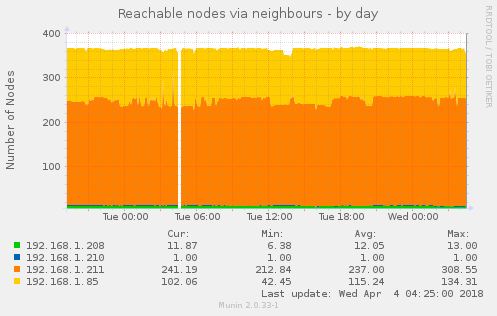 Reachable nodes via neighbours - by day
RRDTOOL / TOBI OETIKER
Number of Nodes
400
300
200
100
Tue 00:00 Tue 06:00 Tue 12:00 Tue 18:00 Wed 00:00
Cur: Min: Avg: Max:
192.168.1.208 11.87 6.38 12.05 13.00
192.168.1.210 1.00 1.00 1.00 1.00
192.168.1.211 241.19 212.84 237.00 308.55
192.168.1.85 102.06 42.45 115.24 134.31
Last update: Wed Apr 4 04:25:00 2018
Munin 2.0.33-1